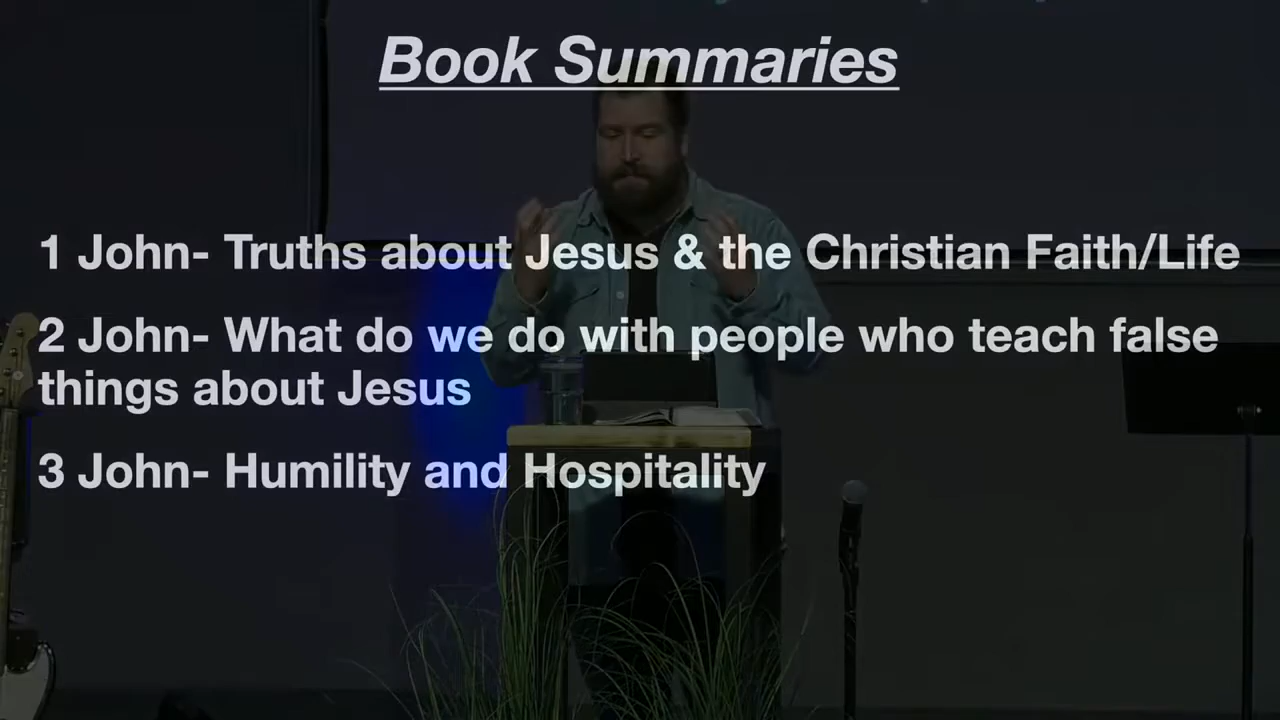 Book Summaries
1 John- Truths about Jesus & the Christian Faith/Life
2 John- What do we do with people who teach false
things about Jesus
3 John- Humility and Hospitality